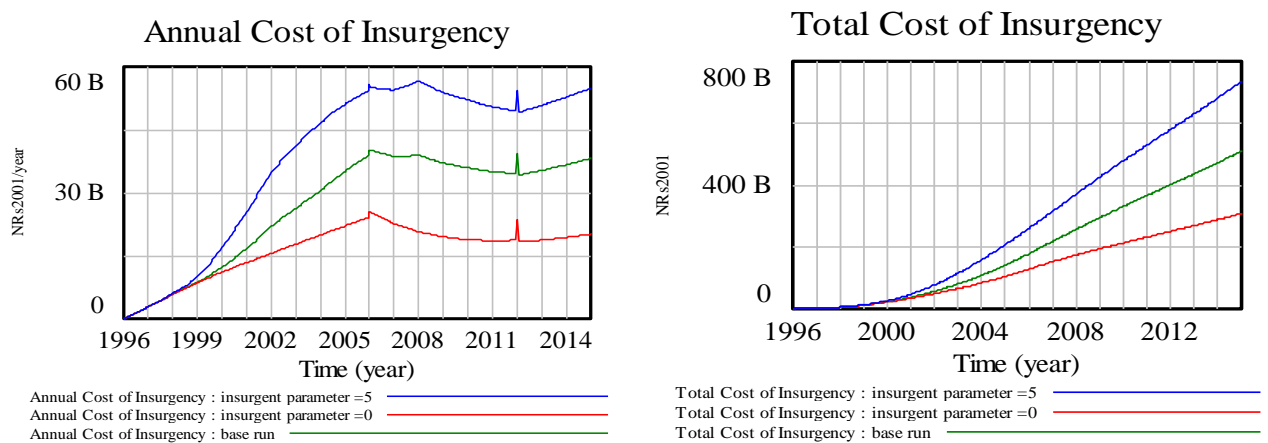 Annual Cost of Insurgency
60 B
30 B
0
NRs2001/year
1996 1999 2002 2005 2008 2011 2014
Time (year)
Annual Cost of Insurgency : insurgent parameter =5
Annual Cost of Insurgency : insurgent parameter =0
Annual Cost of Insurgency : base run
Total Cost of Insurgency
800 B
400 B
0
NRs2001
1996 2000 2004 2008 2012
Time (year)
Total Cost of Insurgency : insurgent parameter =5
Total Cost of Insurgency : insurgent parameter =0
Total Cost of Insurgency : base run